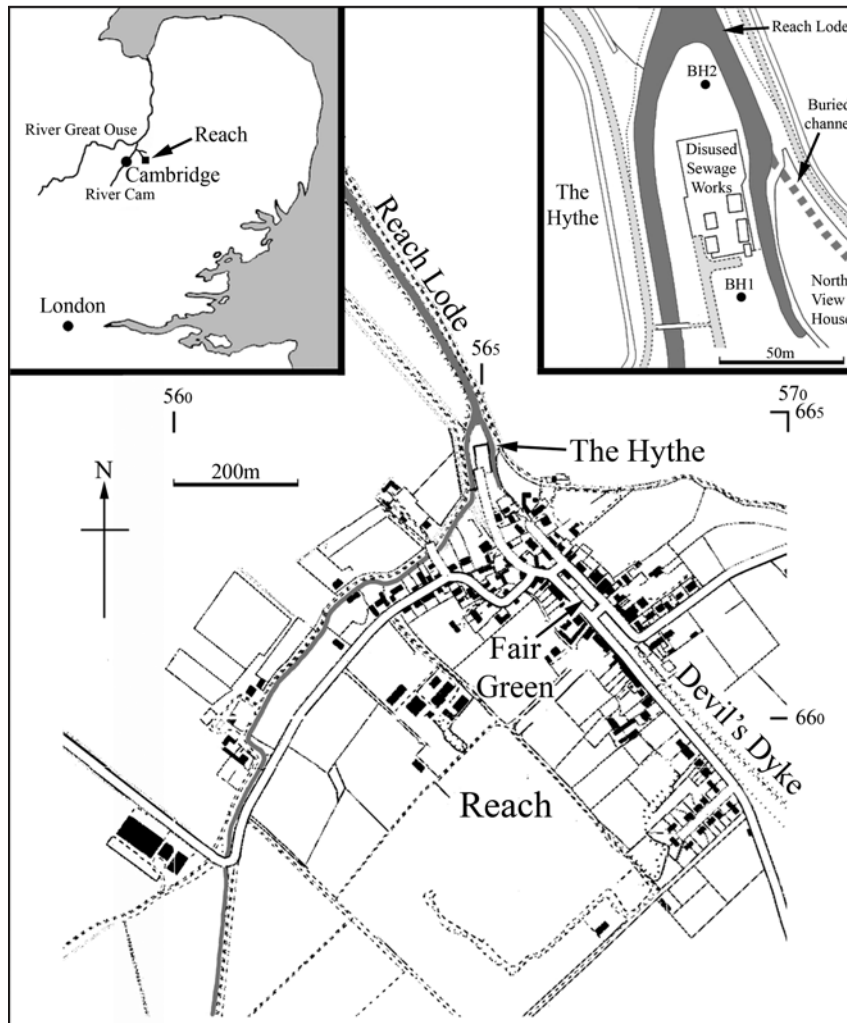 River Great Ouse
Reach
Cambridge
River Cam
London
Reach Lode
BH2
Buried
channel
Disused
Sewage
Works
The
Hythe
BH1
North
View
House
50m
Reach Lode
565
560
570
665
200m
The Hythe
N
Fair
Green
Devil's Dyke
660
Reach